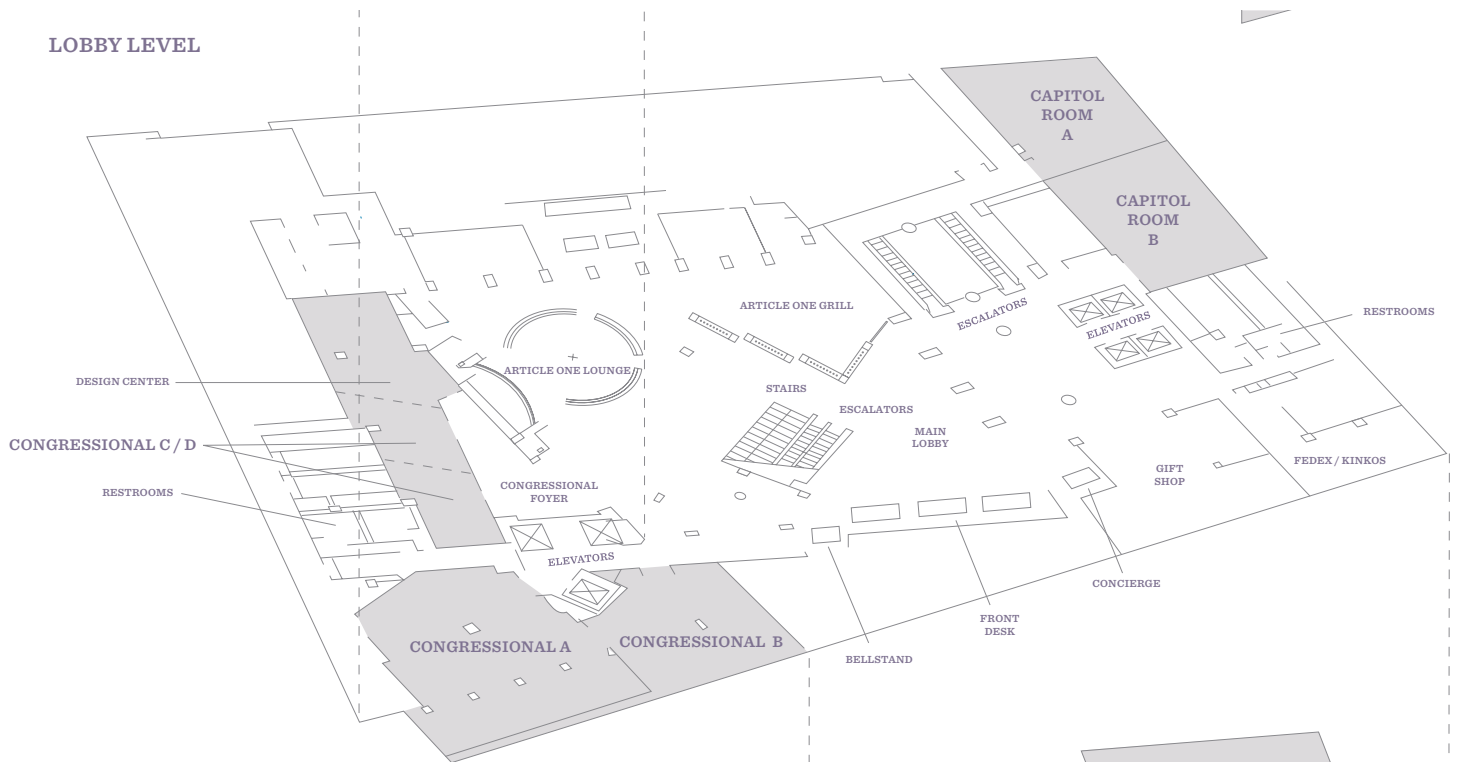 LOBBY LEVEL
CAPITOL
ROOM
A
CAPITOL
ROOM
B
ARTICLE ONE GRILL
ESCALATORS
ELEVATORS
RESTROOMS
ARTICLE ONE LOUNGE
DESIGN CENTER
STAIRS
ESCALATORS
MAIN
LOBBY
CONGRESSIONAL C / D
GIFT
SHOP
FEDEX / KINKOS
RESTROOMS
CONGRESSIONAL
FOYER
ELEVATORS
CONCIERGE
FRONT
DESK
CONGRESSIONAL A
CONGRESSIONAL B
BELLSTAND